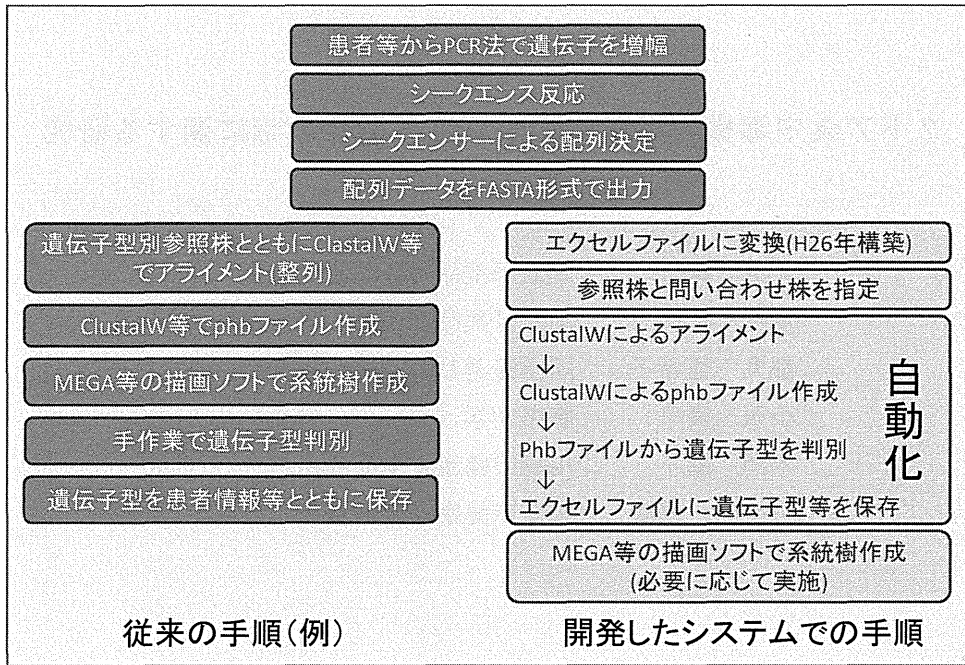 患者等からPCR法で遺伝子を増幅
シークエンス反応
シークエンサーによる配列決定
配列データをFASTA形式で出力
遺伝子型別参照株とともにClastalW等
でアライメント(整列)
ClustalW等でphbファイル作成
MEGA等の描画ソフトで系統樹作成
手作業で遺伝子型判別
遺伝子型を患者情報等とともに保存
従来の手順(例)
エクセルファイルに変換(H26年構築)
参照株と問い合わせ株を指定
ClustalWによるアライメント
↓
ClustalWによるphbファイル作成
↓
Phbファイルから遺伝子型を判別
↓
エクセルファイルに遺伝子型等を保存
自動化
MEGA等の描画ソフトで系統樹作成
(必要に応じて実施)
開発したシステムでの手順